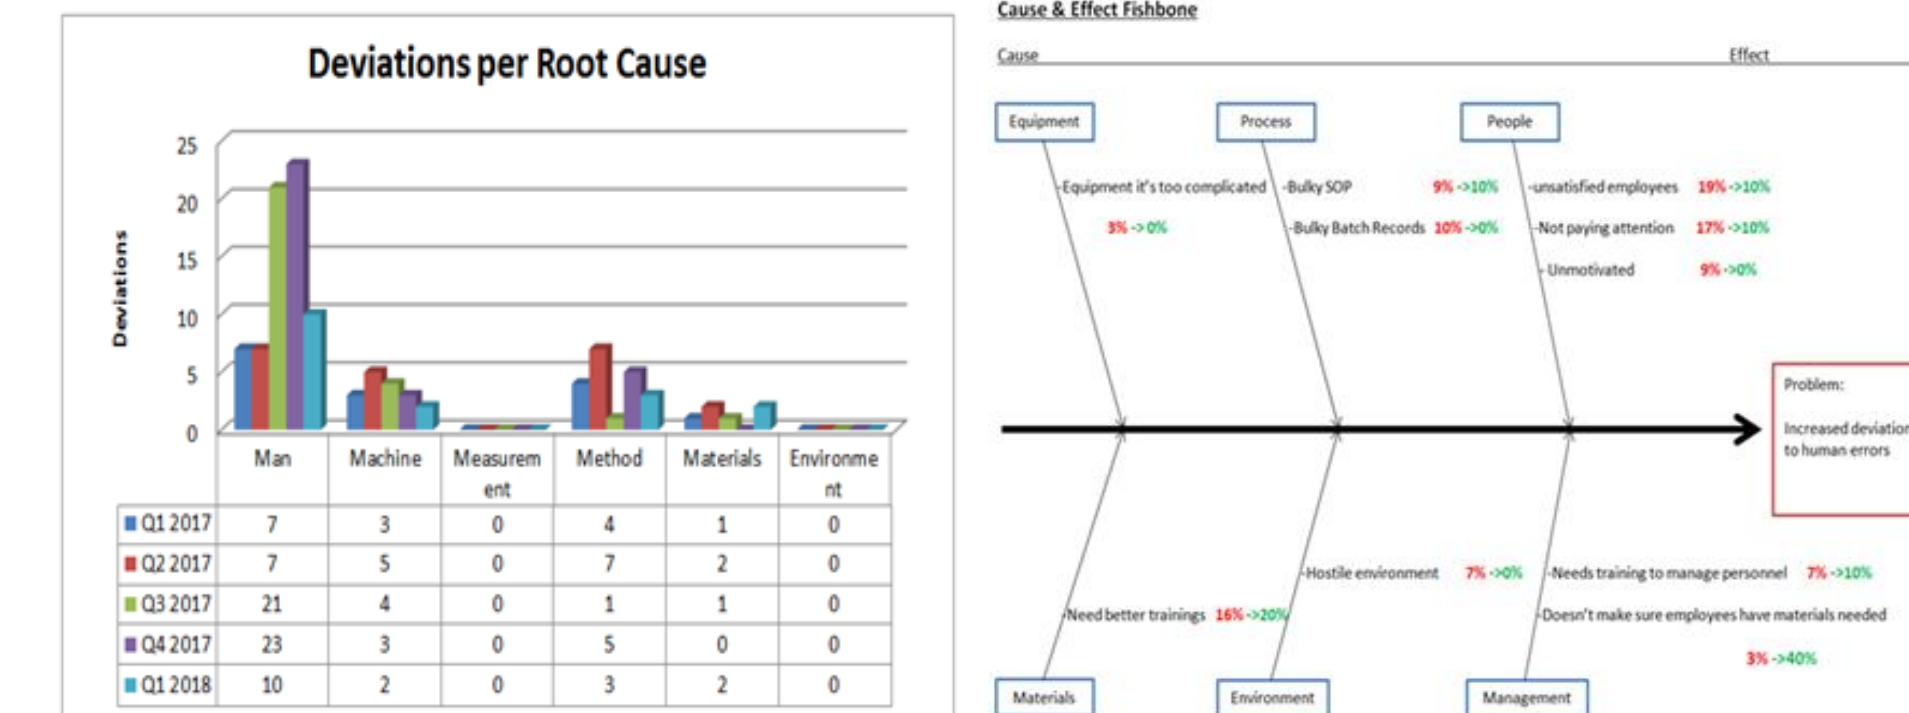 Deviations per Root Cause
Deviations
25
20
15
10
5
0
Man Machine Measurem Method Materials Environme
ent nt
Q1 2017 7 3 0 4 1 0
Q2 2017 7 5 0 7 2 0
Q3 2017 21 4 0 1 1 0
Q4 2017 23 3 0 5 0 0
Q1 2018 10 2 0 3 2 0
Cause & Effect Fishbone
Cause Effect
Equipment Process People
-Equipment it's too complicated -Bulky SOP 9% ->10% -unsatisfied employees 19% ->10%
3% -> 0% -Bulky Batch Records 10% ->0% -Not paying attention 17% ->10%
- Unmotivated 9% ->0%
Problem:
Increased deviation
to human errors
-Hostile environment 7% ->0% -Needs training to manage personnel 7% ->10%
-Need better trainings 16% ->20% -Doesn't make sure employees have materials needed
3% ->40%
Materials Environment Management